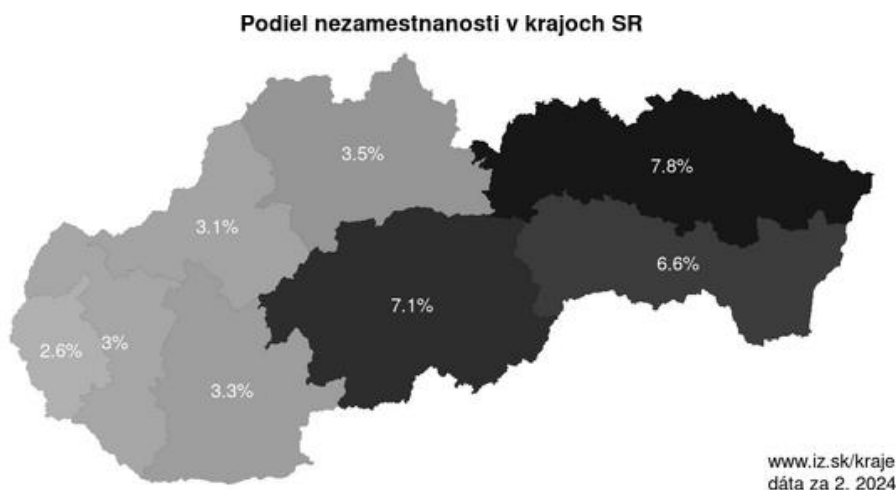 Podiel nezamestnanosti v krajoch SR
3.5%
7.8%
3.1%
6.6%
7.1%
2.6%
3%
3.3%
www.iz.sk/kraje
dáta za 2. 2024